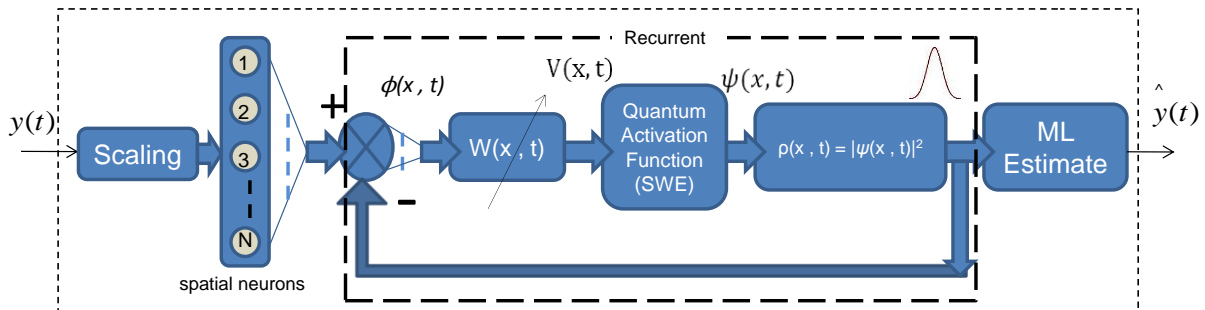 y(t)
Scaling
1
2
3
N
spatial neurons
+
-
ϕ(x , t)
Recurrent
W(x , t)
V(x, t)
Quantum
Activation
Function
(SWE)
ψ(x, t)
ρ(x , t) = |ψ(x , t)|²
ML
Estimate
ŷ(t)